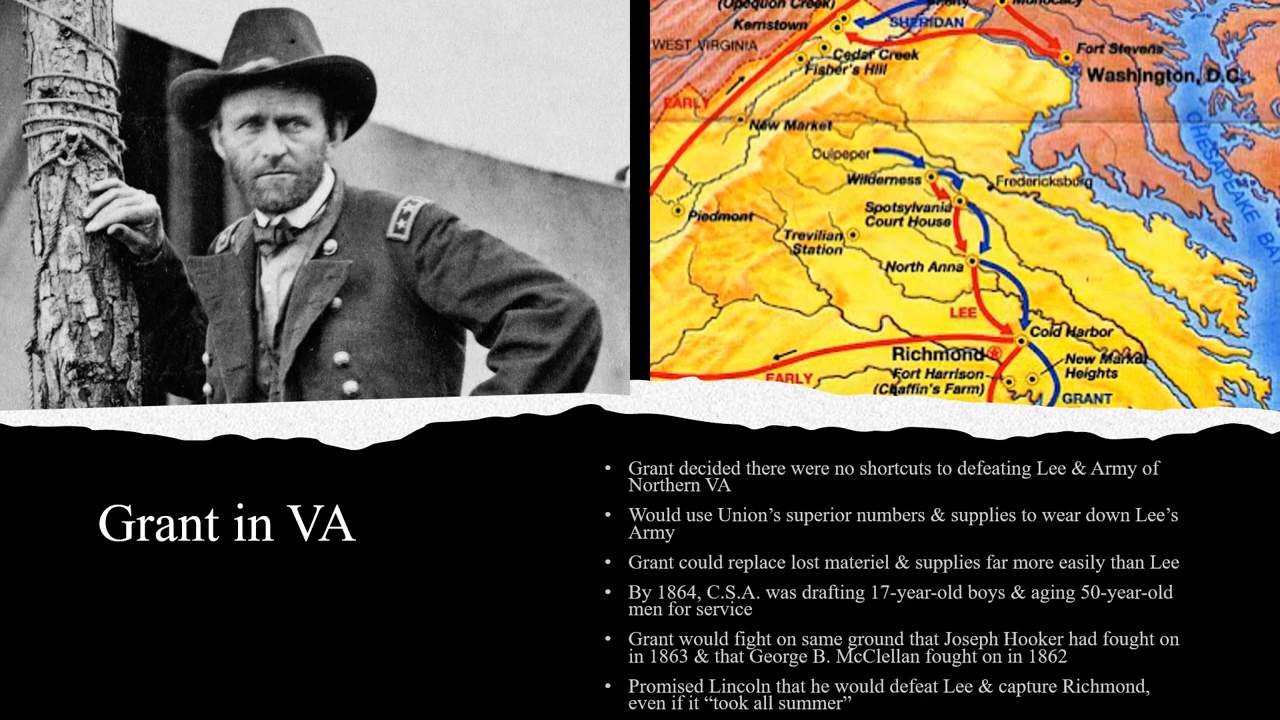 (Opequon Creek)
Kernstown
SHERIDAN
Monocacy
WEST VIRGINIA
Cedar Creek
Fisher's Hill
Fort Stevens
Washington, D.C.
EARLY
New Market
CHESAPEAKE BAY
Culpeper
Wilderness
Fredericksburg
Spotsylvania
Court House
Piedmont
Trevilian
Station
North Anna
LEE
Cold Harbor
Richmond
New Market
Heights
Fort Harrison
(Chaffin's Farm)
EARLY
GRANT
Grant in VA
• Grant decided there were no shortcuts to defeating Lee & Army of
Northern VA
• Would use Union’s superior numbers & supplies to wear down Lee’s
Army
• Grant could replace lost materiel & supplies far more easily than Lee
• By 1864, C.S.A. was drafting 17-year-old boys & aging 50-year-old
men for service
• Grant would fight on same ground that Joseph Hooker had fought on
in 1863 & that George B. McClellan fought on in 1862
• Promised Lincoln that he would defeat Lee & capture Richmond,
even if it “took all summer”